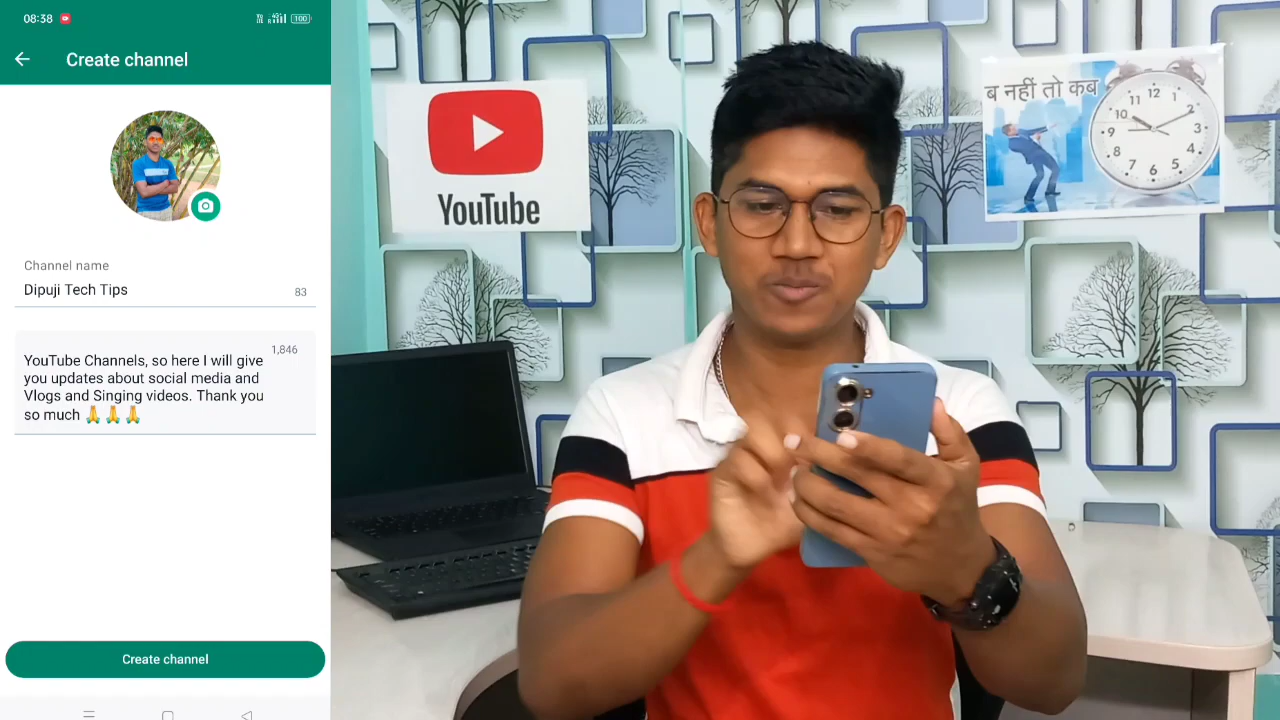 08:38
100
Create channel
Channel name
Dipuji Tech Tips
83
1,846
YouTube Channels, so here I will give
you updates about social media and
Vlogs and Singing videos. Thank you
so much 🙏🙏🙏
Create channel
YouTube
ब नहीं तो कब
12
1
2
3
4
5
6
7
8
9
10
11